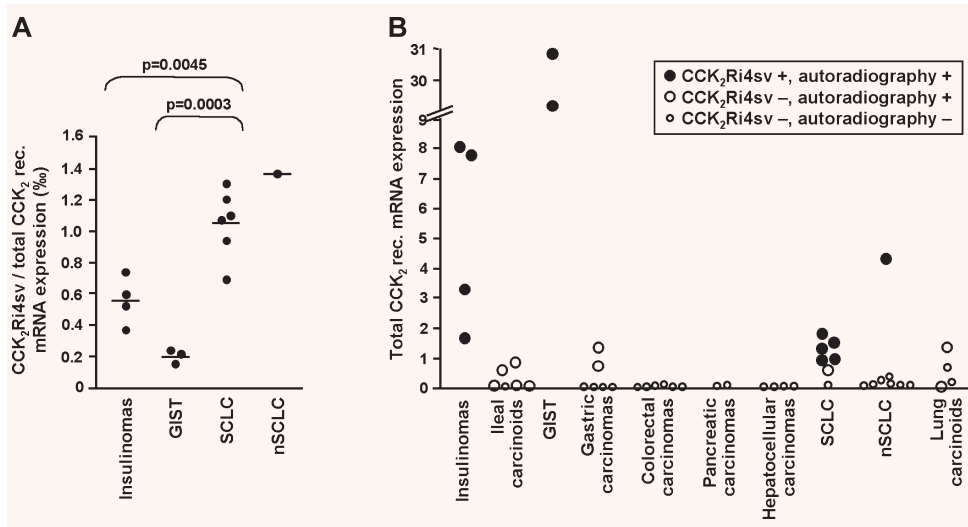 A
p=0.0045
p=0.0003
CCK₂Ri4sv / total CCK₂ rec.
mRNA expression (‰)
1.6
1.4
1.2
1.0
0.8
0.6
0.4
0.2
0
Insulinomas
GIST
SCLC
nSCLC
B
Total CCK₂ rec. mRNA expression
31
30
9
8
7
6
5
4
3
2
1
0
CCK₂Ri4sv +, autoradiography +
CCK₂Ri4sv –, autoradiography +
CCK₂Ri4sv –, autoradiography –
Insulinomas
Ileal
carcinoids
GIST
Gastric
carcinomas
Colorectal
carcinomas
Pancreatic
carcinomas
Hepatocellular
carcinomas
SCLC
nSCLC
Lung
carcinoids